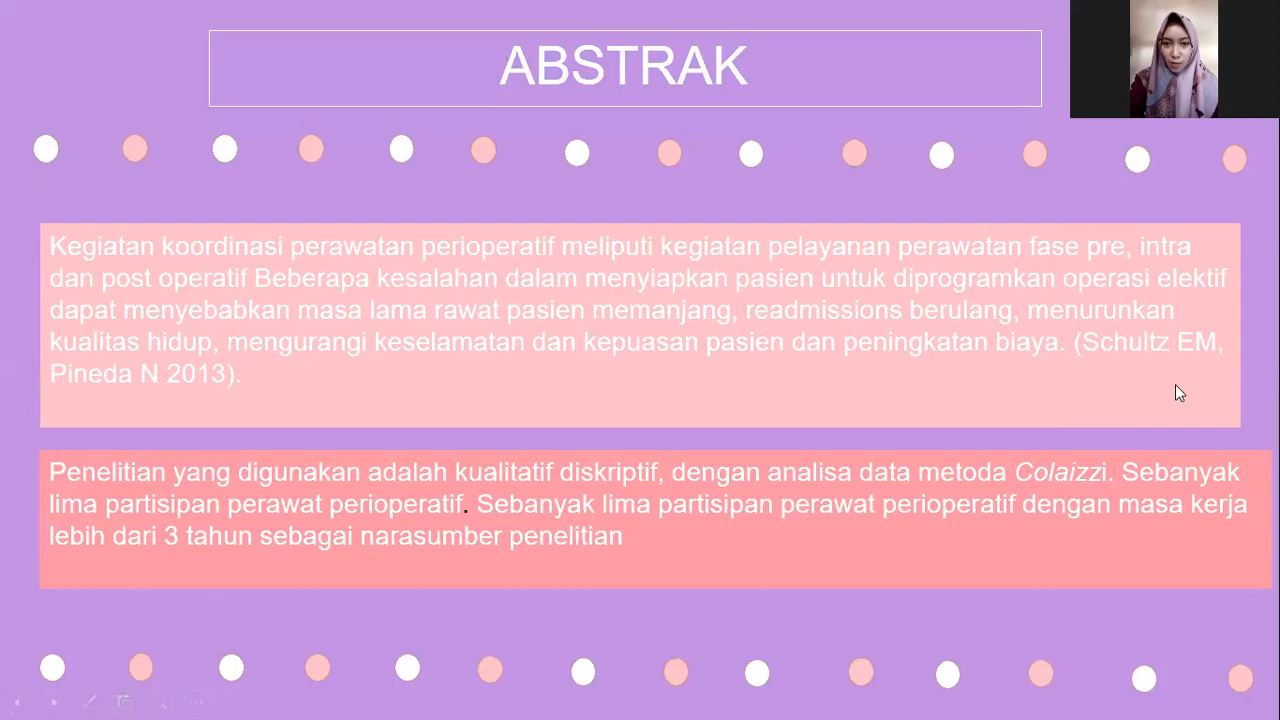 ABSTRAK
Kegiatan koordinasi perawatan perioperatif meliputi kegiatan pelayanan perawatan fase pre, intra
dan post operatif Beberapa kesalahan dalam menyiapkan pasien untuk diprogramkan operasi elektif
dapat menyebabkan masa lama rawat pasien memanjang, readmissions berulang, menurunkan
kualitas hidup, mengurangi keselamatan dan kepuasan pasien dan peningkatan biaya. (Schultz EM,
Pineda N 2013).
Penelitian yang digunakan adalah kualitatif diskriptif, dengan analisa data metoda Colaizzi. Sebanyak
lima partisipan perawat perioperatif. Sebanyak lima partisipan perawat perioperatif dengan masa kerja
lebih dari 3 tahun sebagai narasumber penelitian